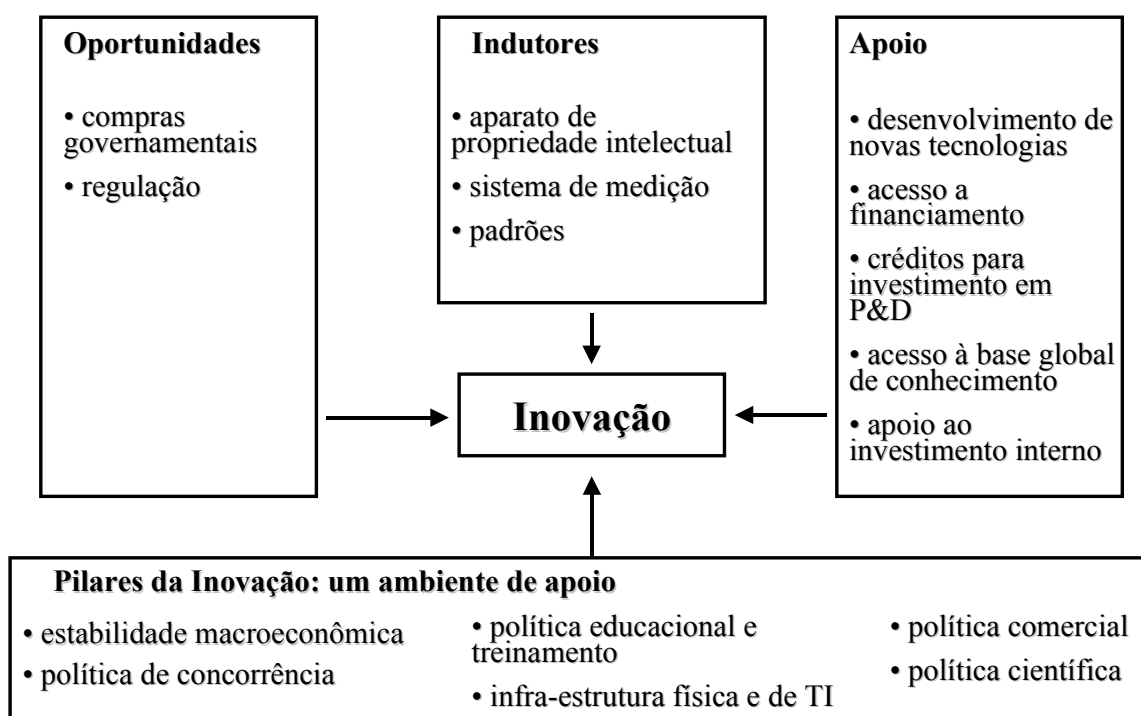 Oportunidades
• compras
governamentais
• regulação
Indutores
• aparato de
propriedade intelectual
• sistema de medição
• padrões
Apoio
• desenvolvimento de
novas tecnologias
• acesso a
financiamento
• créditos para
investimento em
P&D
• acesso à base global
de conhecimento
• apoio ao
investimento interno
Inovação
Pilares da Inovação: um ambiente de apoio
• estabilidade macroeconômica
• política de concorrência
• política educacional e
treinamento
• infra-estrutura física e de TI
• política comercial
• política científica